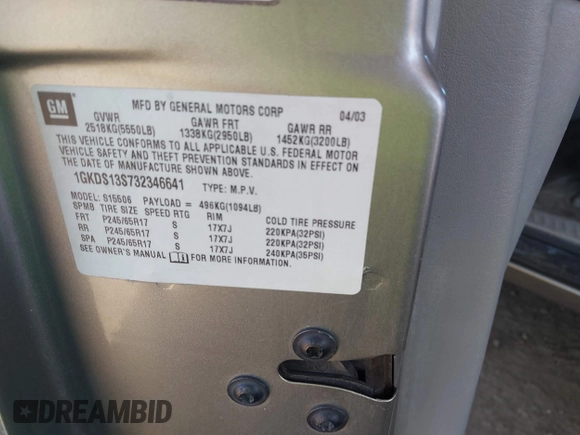 GM
MFD BY GENERAL MOTORS CORP 04/03
GVWR GAWR FRT GAWR RR
2518KG(5550LB) 1338KG(2950LB) 1452KG(3200LB)
THIS VEHICLE CONFORMS TO ALL APPLICABLE U.S. FEDERAL MOTOR
VEHICLE SAFETY AND THEFT PREVENTION STANDARDS IN EFFECT ON
THE DATE OF MANUFACTURE SHOWN ABOVE.
1GKDS13S732346641 TYPE: M.P.V.
MODEL: S15506 PAYLOAD = 496KG(1094LB)
SPMB TIRE SIZE SPEED RTG RIM COLD TIRE PRESSURE
FRT P245/65R17 S 17X7J 220KPA(32PSI)
RR P245/65R17 S 17X7J 220KPA(32PSI)
SPA P245/65R17 S 17X7J 240KPA(35PSI)
SEE OWNER'S MANUAL FOR MORE INFORMATION.
DREAMBID